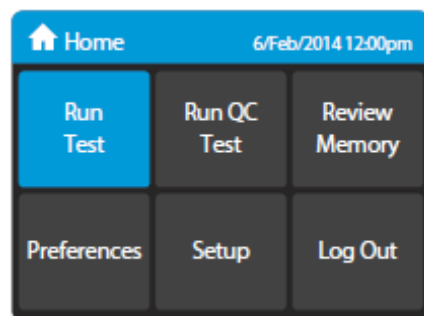 Home 6/Feb/2014 12:00pm
Run
Test
Run QC
Test
Review
Memory
Preferences
Setup
Log Out